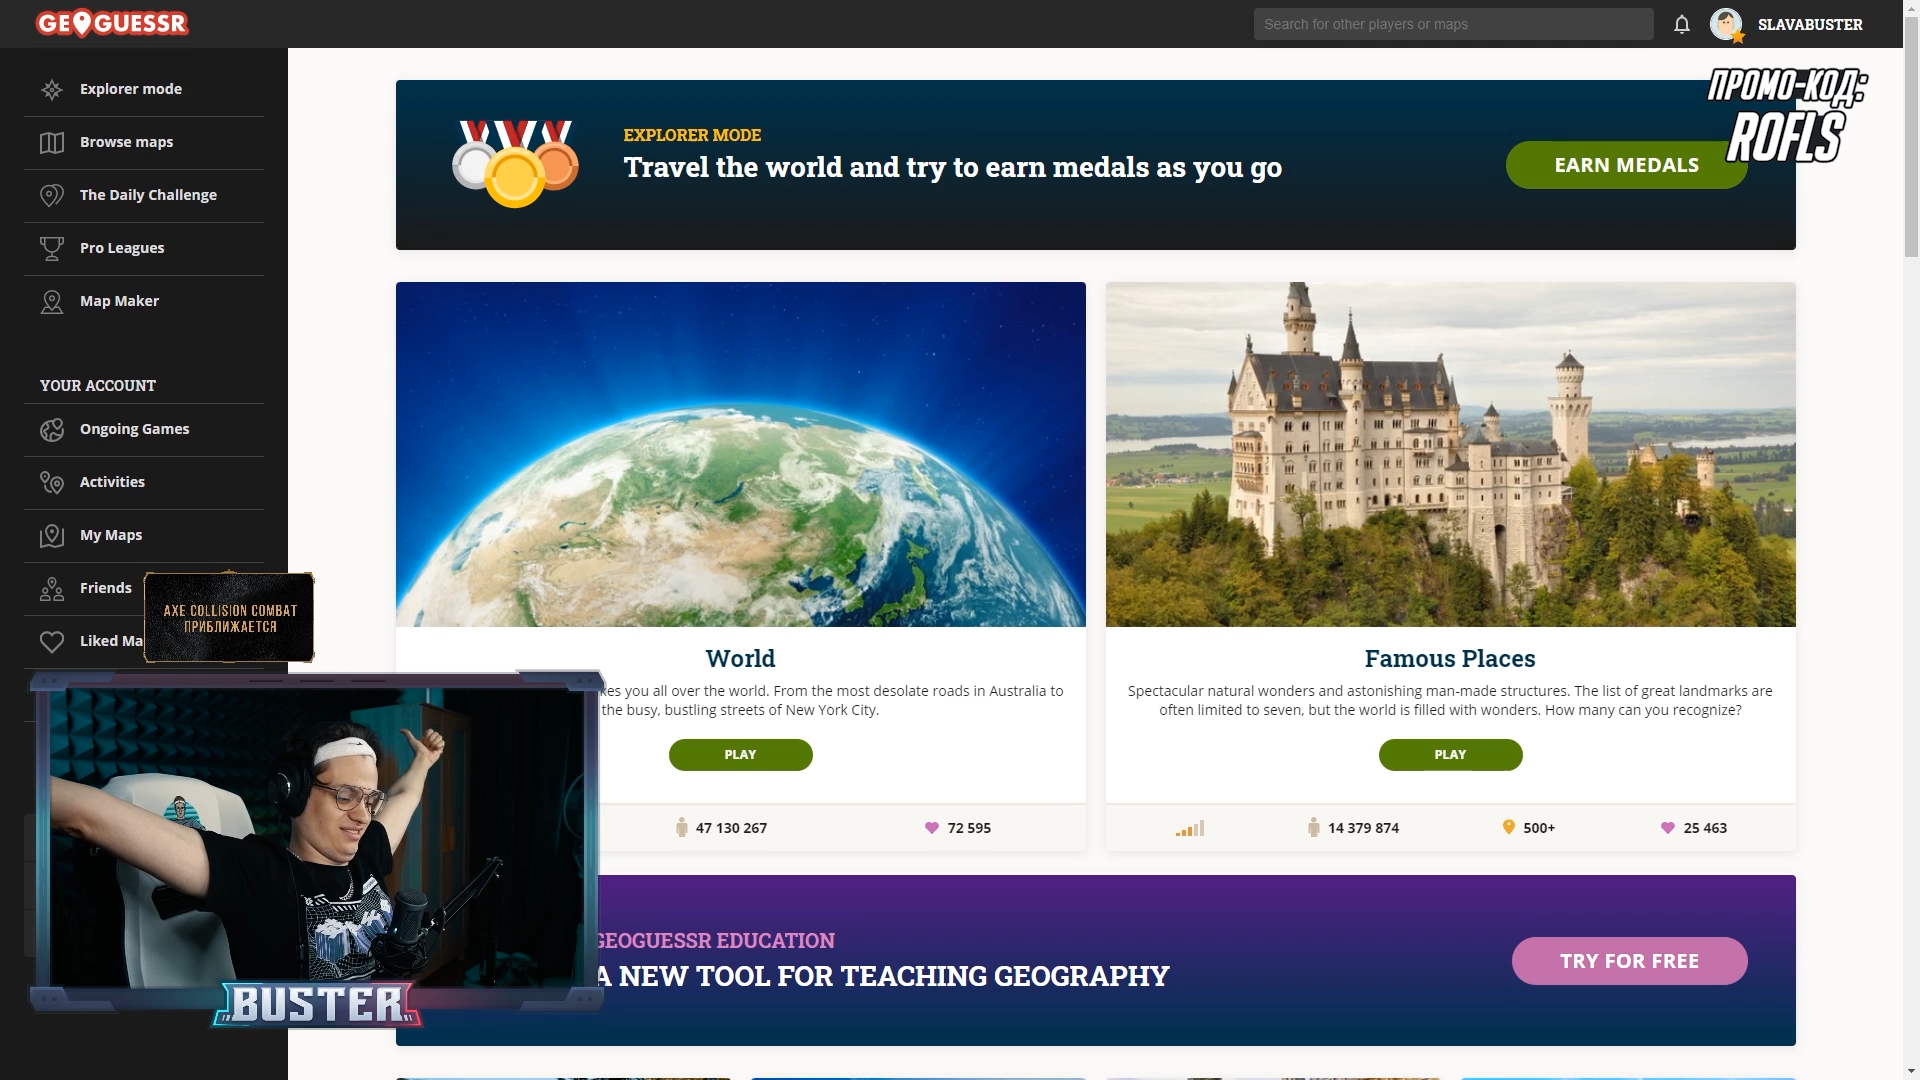 GEOGUESSR
Search for other players or maps
SLAVABUSTER
Explorer mode
Browse maps
The Daily Challenge
Pro Leagues
Map Maker
YOUR ACCOUNT
Ongoing Games
Activities
My Maps
Friends
Liked Ma
AXE COLLISION COMBAT
ПРИБЛИЖАЕТСЯ
BUSTER
ПРОМО-КОД:
ROFLS
EXPLORER MODE
Travel the world and try to earn medals as you go
EARN MEDALS
World
you all over the world. From the most desolate roads in Australia to
the busy, bustling streets of New York City.
PLAY
47 130 267
72 595
Famous Places
Spectacular natural wonders and astonishing man-made structures. The list of great landmarks are
often limited to seven, but the world is filled with wonders. How many can you recognize?
PLAY
14 379 874
500+
25 463
GEOGUESSR EDUCATION
A NEW TOOL FOR TEACHING GEOGRAPHY
TRY FOR FREE